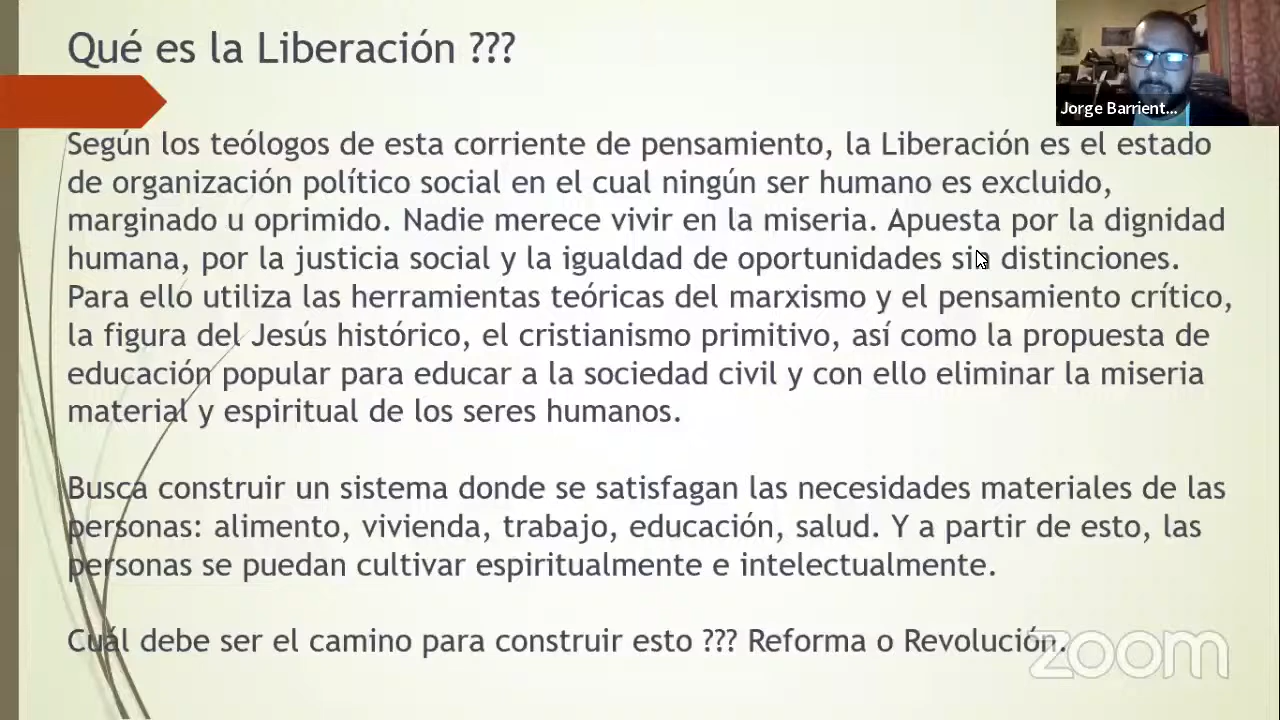 Qué es la Liberación ???
Jorge Barrient...
Según los teólogos de esta corriente de pensamiento, la Liberación es el estado
de organización político social en el cual ningún ser humano es excluido,
marginado u oprimido. Nadie merece vivir en la miseria. Apuesta por la dignidad
humana, por la justicia social y la igualdad de oportunidades sin distinciones.
Para ello utiliza las herramientas teóricas del marxismo y el pensamiento crítico,
la figura del Jesús histórico, el cristianismo primitivo, así como la propuesta de
educación popular para educar a la sociedad civil y con ello eliminar la miseria
material y espiritual de los seres humanos.
Busca construir un sistema donde se satisfagan las necesidades materiales de las
personas: alimento, vivienda, trabajo, educación, salud. Y a partir de esto, las
personas se puedan cultivar espiritualmente e intelectualmente.
Cuál debe ser el camino para construir esto ??? Reforma o Revolución.
zoom